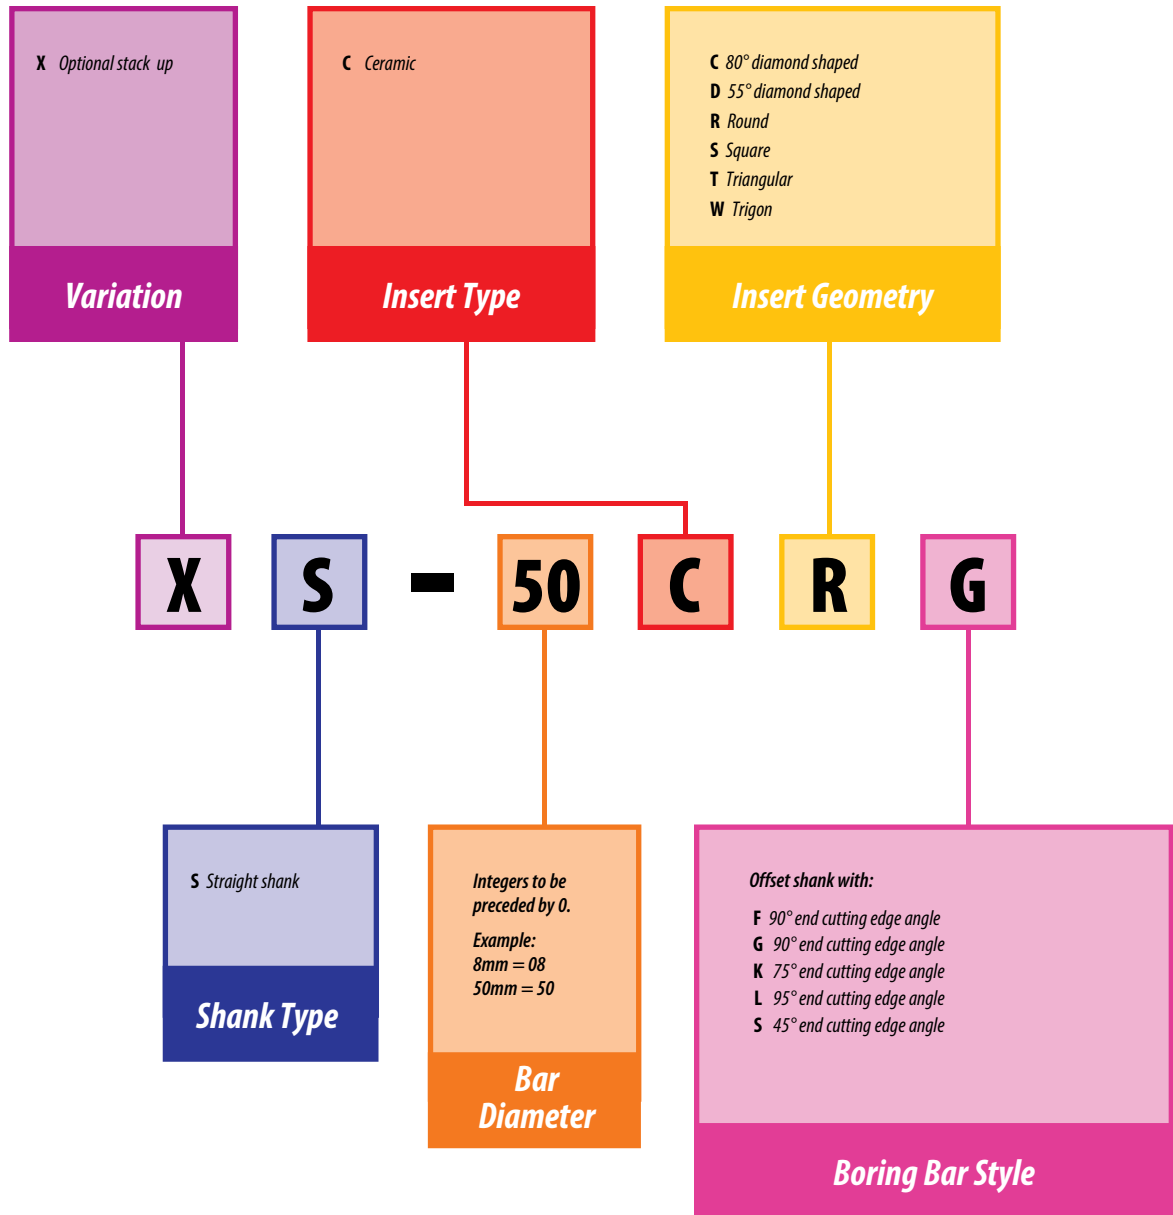 X Optional stack up
Variation
C Ceramic
Insert Type
C 80° diamond shaped
D 55° diamond shaped
R Round
S Square
T Triangular
W Trigon
Insert Geometry
X S - 50 C R G
S Straight shank
Shank Type
Integers to be
preceded by 0.
Example:
8mm = 08
50mm = 50
Bar
Diameter
Offset shank with:
F 90° end cutting edge angle
G 90° end cutting edge angle
K 75° end cutting edge angle
L 95° end cutting edge angle
S 45° end cutting edge angle
Boring Bar Style